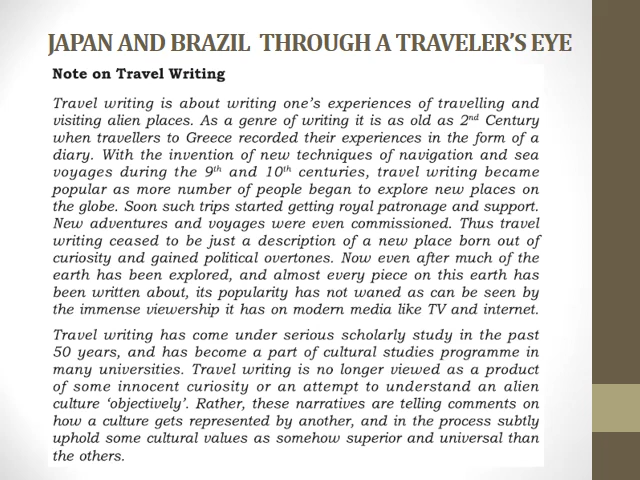 JAPAN AND BRAZIL THROUGH A TRAVELER'S EYE
Note on Travel Writing
Travel writing is about writing one's experiences of travelling and
visiting alien places. As a genre of writing it is as old as 2nd Century
when travellers to Greece recorded their experiences in the form of a
diary. With the invention of new techniques of navigation and sea
voyages during the 9th and 10th centuries, travel writing became
popular as more number of people began to explore new places on
the globe. Soon such trips started getting royal patronage and support.
New adventures and voyages were even commissioned. Thus travel
writing ceased to be just a description of a new place born out of
curiosity and gained political overtones. Now even after much of the
earth has been explored, and almost every piece on this earth has
been written about, its popularity has not waned as can be seen by
the immense viewership it has on modern media like TV and internet.
Travel writing has come under serious scholarly study in the past
50 years, and has become a part of cultural studies programme in
many universities. Travel writing is no longer viewed as a product
of some innocent curiosity or an attempt to understand an alien
culture 'objectively'. Rather, these narratives are telling comments on
how a culture gets represented by another, and in the process subtly
uphold some cultural values as somehow superior and universal than
the others.